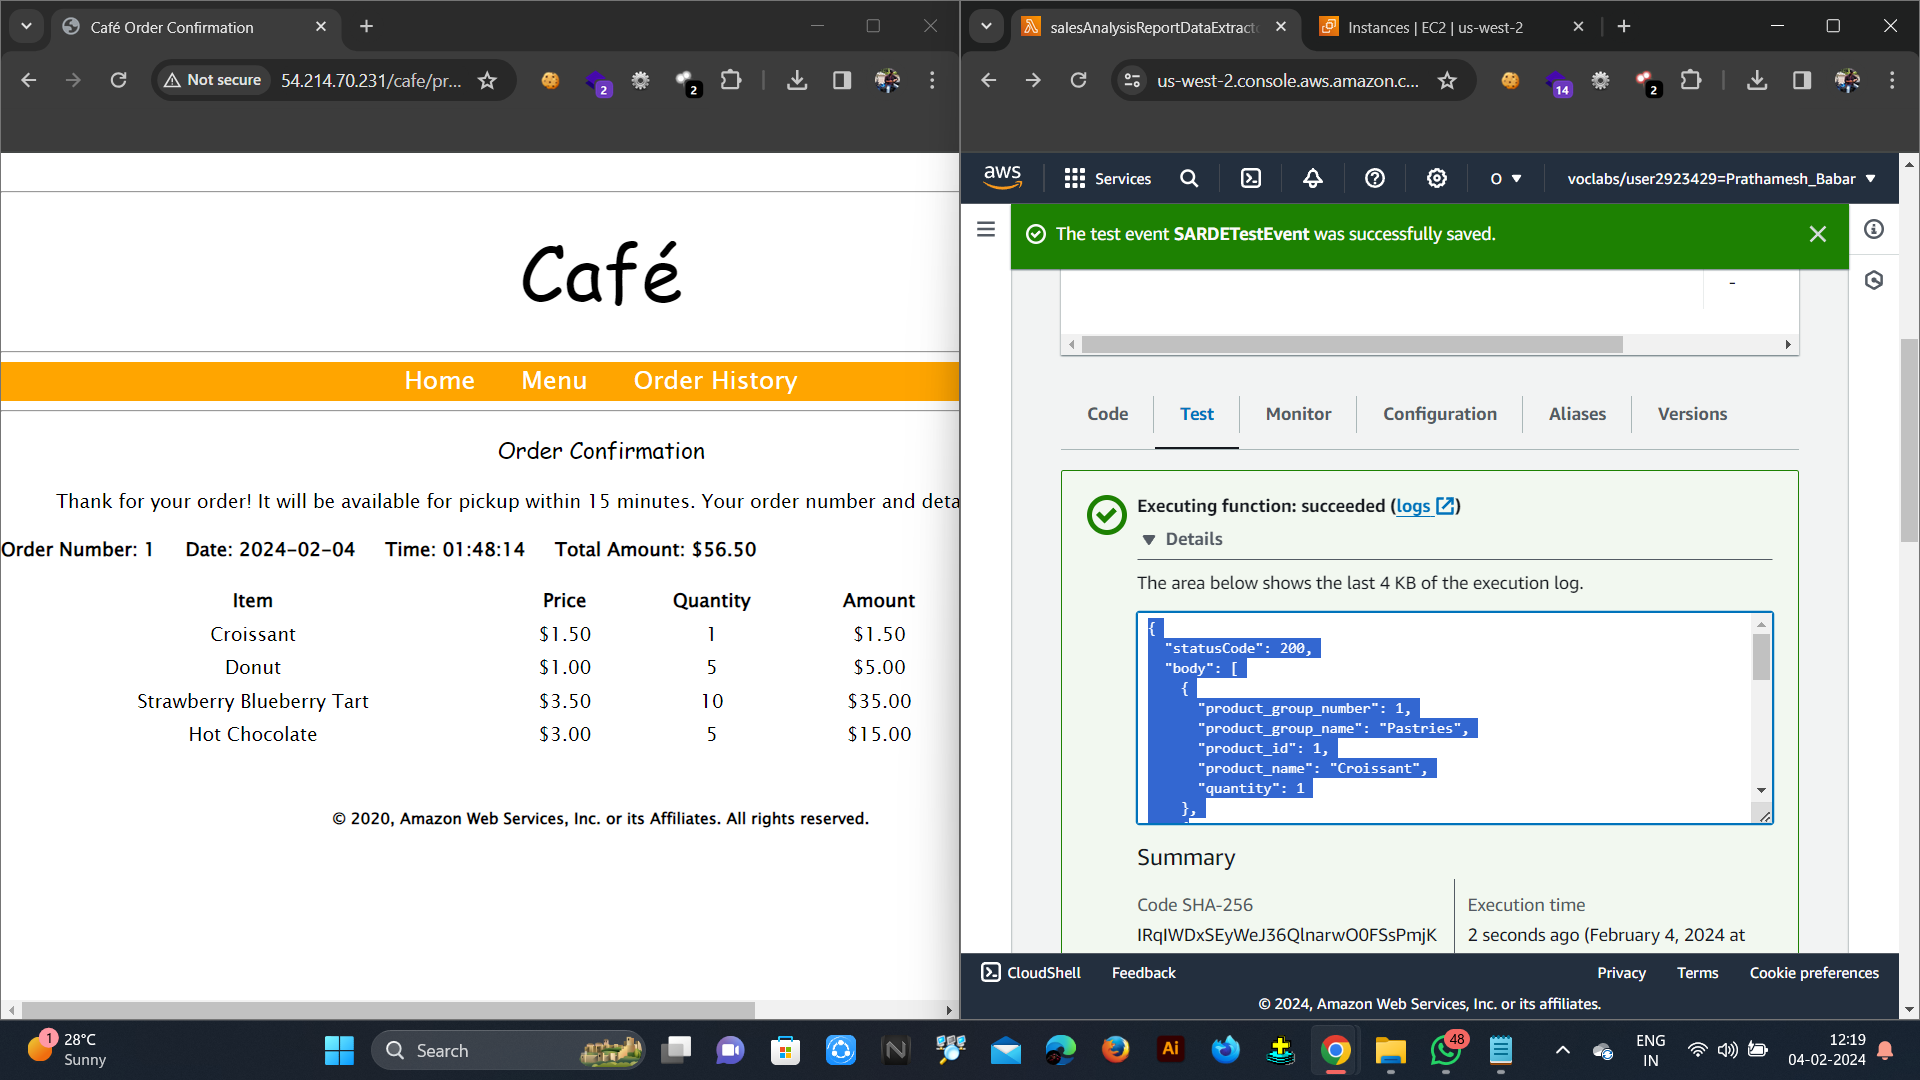 Café Order Confirmation
Not secure
54.214.70.231/cafe/pr...
2
2
Café
Home Menu Order History
Order Confirmation
Thank for your order! It will be available for pickup within 15 minutes. Your order number and deta
Order Number: 1 Date: 2024-02-04 Time: 01:48:14 Total Amount: $56.50
Item Price Quantity Amount
Croissant $1.50 1 $1.50
Donut $1.00 5 $5.00
Strawberry Blueberry Tart $3.50 10 $35.00
Hot Chocolate $3.00 5 $15.00
© 2020, Amazon Web Services, Inc. or its Affiliates. All rights reserved.
salesAnalysisReportDataExtracto
Instances | EC2 | us-west-2
us-west-2.console.aws.amazon.c...
14
2
aws
Services
O
voclabs/user2923429=Prathamesh_Babar
The test event SARDETestEvent was successfully saved.
-
Code Test Monitor Configuration Aliases Versions
Executing function: succeeded (logs)
Details
The area below shows the last 4 KB of the execution log.
{
"statusCode": 200,
"body": [
{
"product_group_number": 1,
"product_group_name": "Pastries",
"product_id": 1,
"product_name": "Croissant",
"quantity": 1
},
Summary
Code SHA-256
Execution time
2 seconds ago (February 4, 2024 at
CloudShell Feedback Privacy Terms Cookie preferences
© 2024, Amazon Web Services, Inc. or its affiliates.
1
28°C
Sunny
Search
N
Ai
48
ENG
IN
12:19
04-02-2024